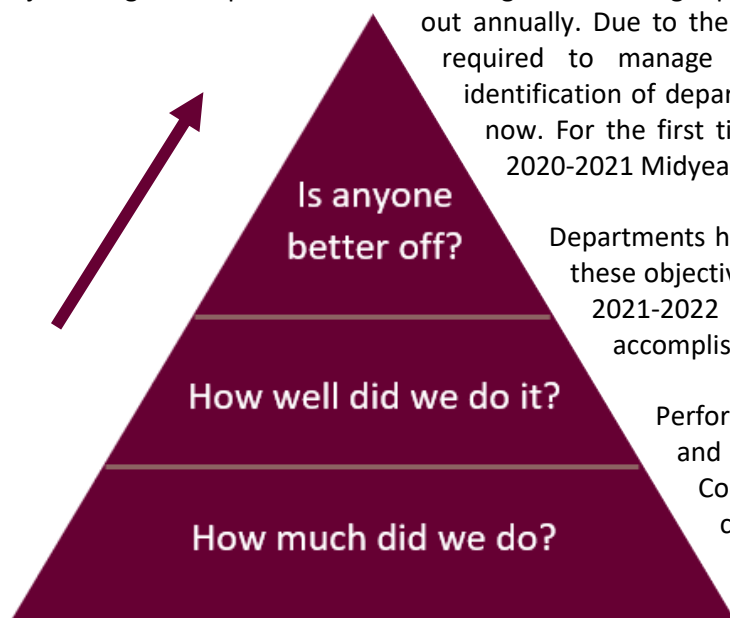 out annually. Due to the
required to manage
identification of depar
now. For the first ti
2020-2021 Midyea
Is anyone
better off?
Departments h
these objectiv
2021-2022
accomplis
How well did we do it?
Perfor
and
Co
How much did we do?